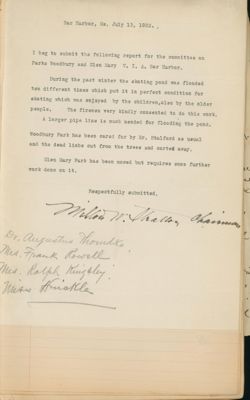 Bar Harbor, Me. July 13, 1922.
I beg to submit the following report for the committee on
Parks Woodbury and Glen Mary V. I. A. Bar Harbor.
During the past winter the skating pond was flooded
ten different times which put it in perfect condition for
skating which was enjoyed by the children, also by the older
people. The firemen very kindly consented to do this work.
A larger pipe line is much needed for flooding the pond.
Woodbury Park has been cared for by Mr. Stalford as usual
and the dead limbs cut from the trees and carted away.
Glen Mary Park has been mowed but requires some further
work done on it.
Respectfully submitted,
Chairman
Dr. Augustus Thorndike
Mrs. Frank Rowell
Mrs. Ralph Kingsley
Miss Hinckle